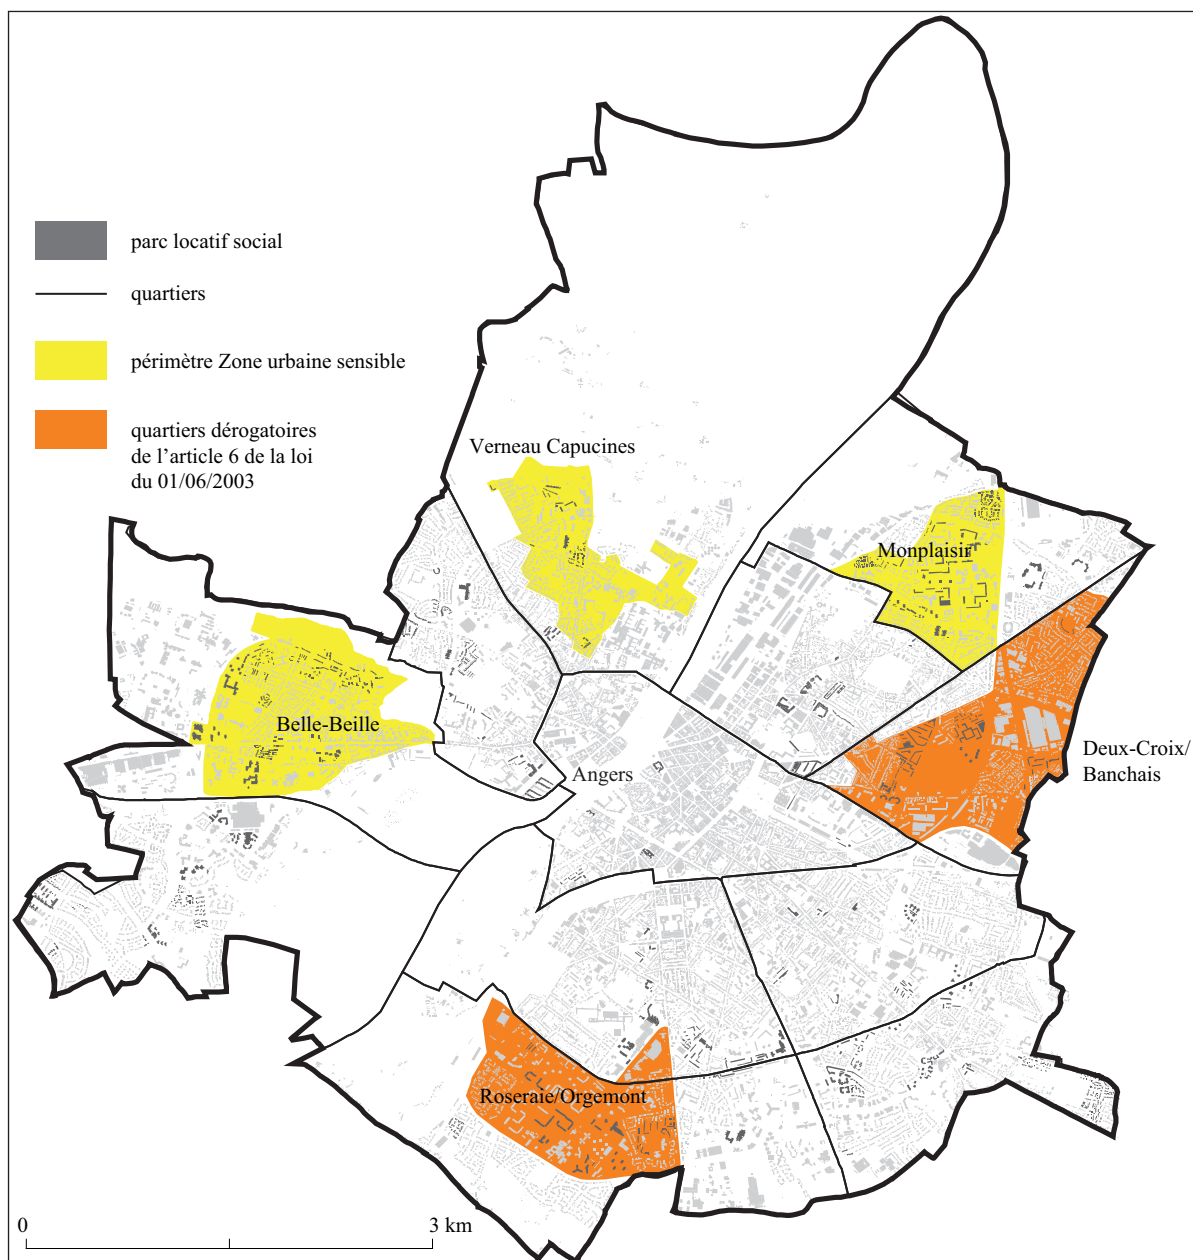 parc locatif social
quartiers
périmètre Zone urbaine sensible
quartiers dérogatoires
de l’article 6 de la loi
du 01/06/2003
Verneau Capucines
Monplaisir
Belle-Beille
Angers
Deux-Croix/
Banchais
Roseraie/Orgemont
0
3 km